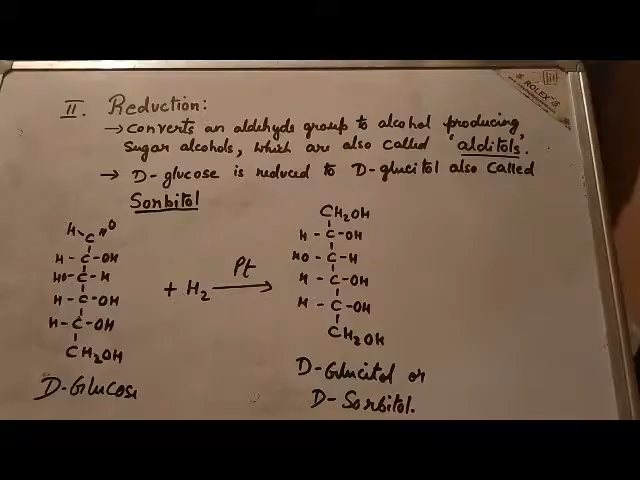 II. Reduction:
→ Converts an aldehyde group to alcohol producing,
Sugar alcohols, which are also called "alditols.
→ D-glucose is reduced to D-glucitol also called
Sorbitol
H C = O
H - C - OH
HO - C - H
H - C - OH
H - C - OH
CH2OH
D-Glucose
+ H2 Pt →
CH2OH
H - C - OH
HO - C - H
H - C - OH
H - C - OH
CH2OH
D-Glucitol or
D-Sorbitol.
ROLEX